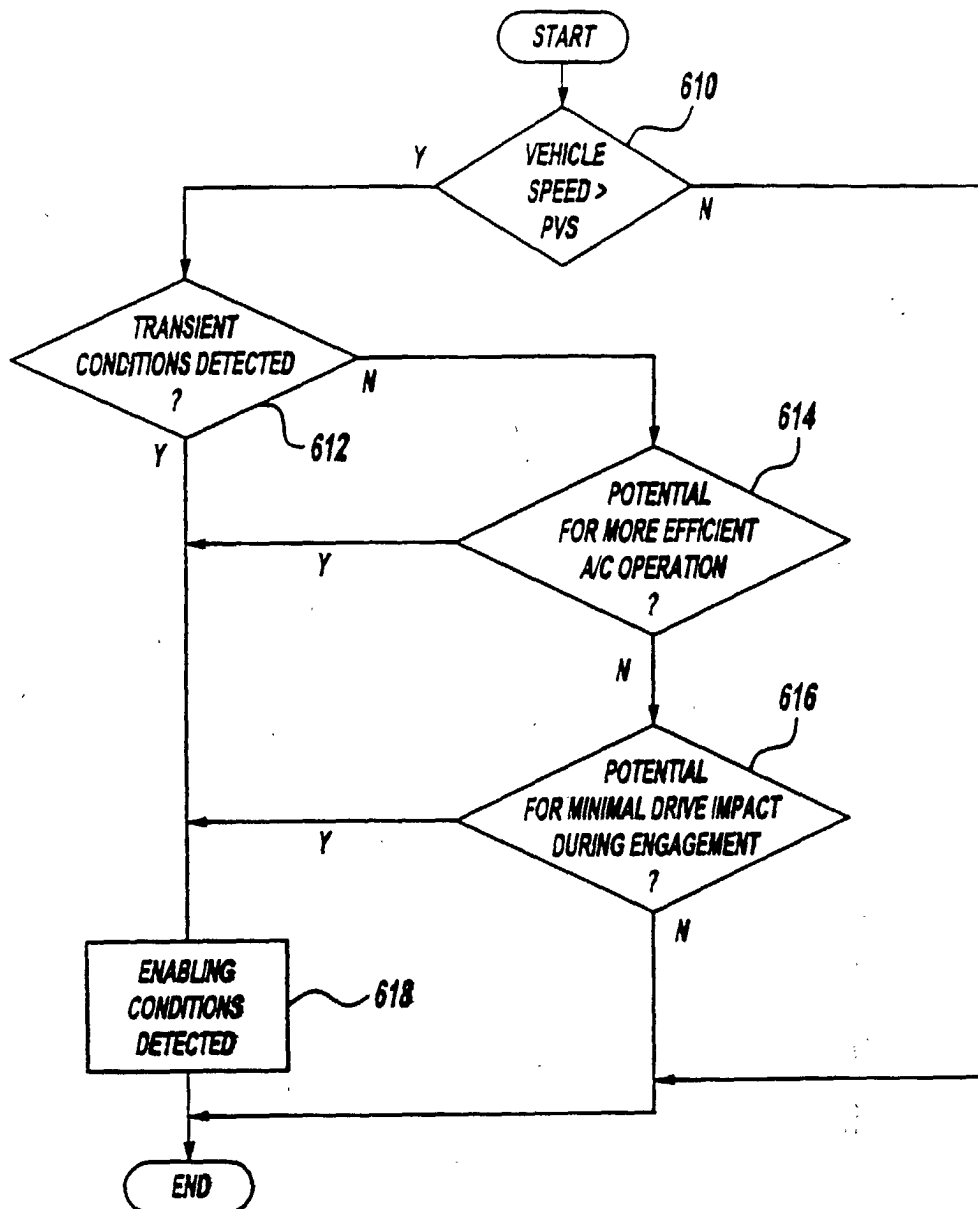 START
610
VEHICLE
SPEED >
PVS
Y
N
TRANSIENT
CONDITIONS DETECTED
?
N
612
Y
614
POTENTIAL
FOR MORE EFFICIENT
A/C OPERATION
?
Y
N
616
POTENTIAL
FOR MINIMAL DRIVE IMPACT
DURING ENGAGEMENT
?
Y
N
ENABLING
CONDITIONS
DETECTED
618
END